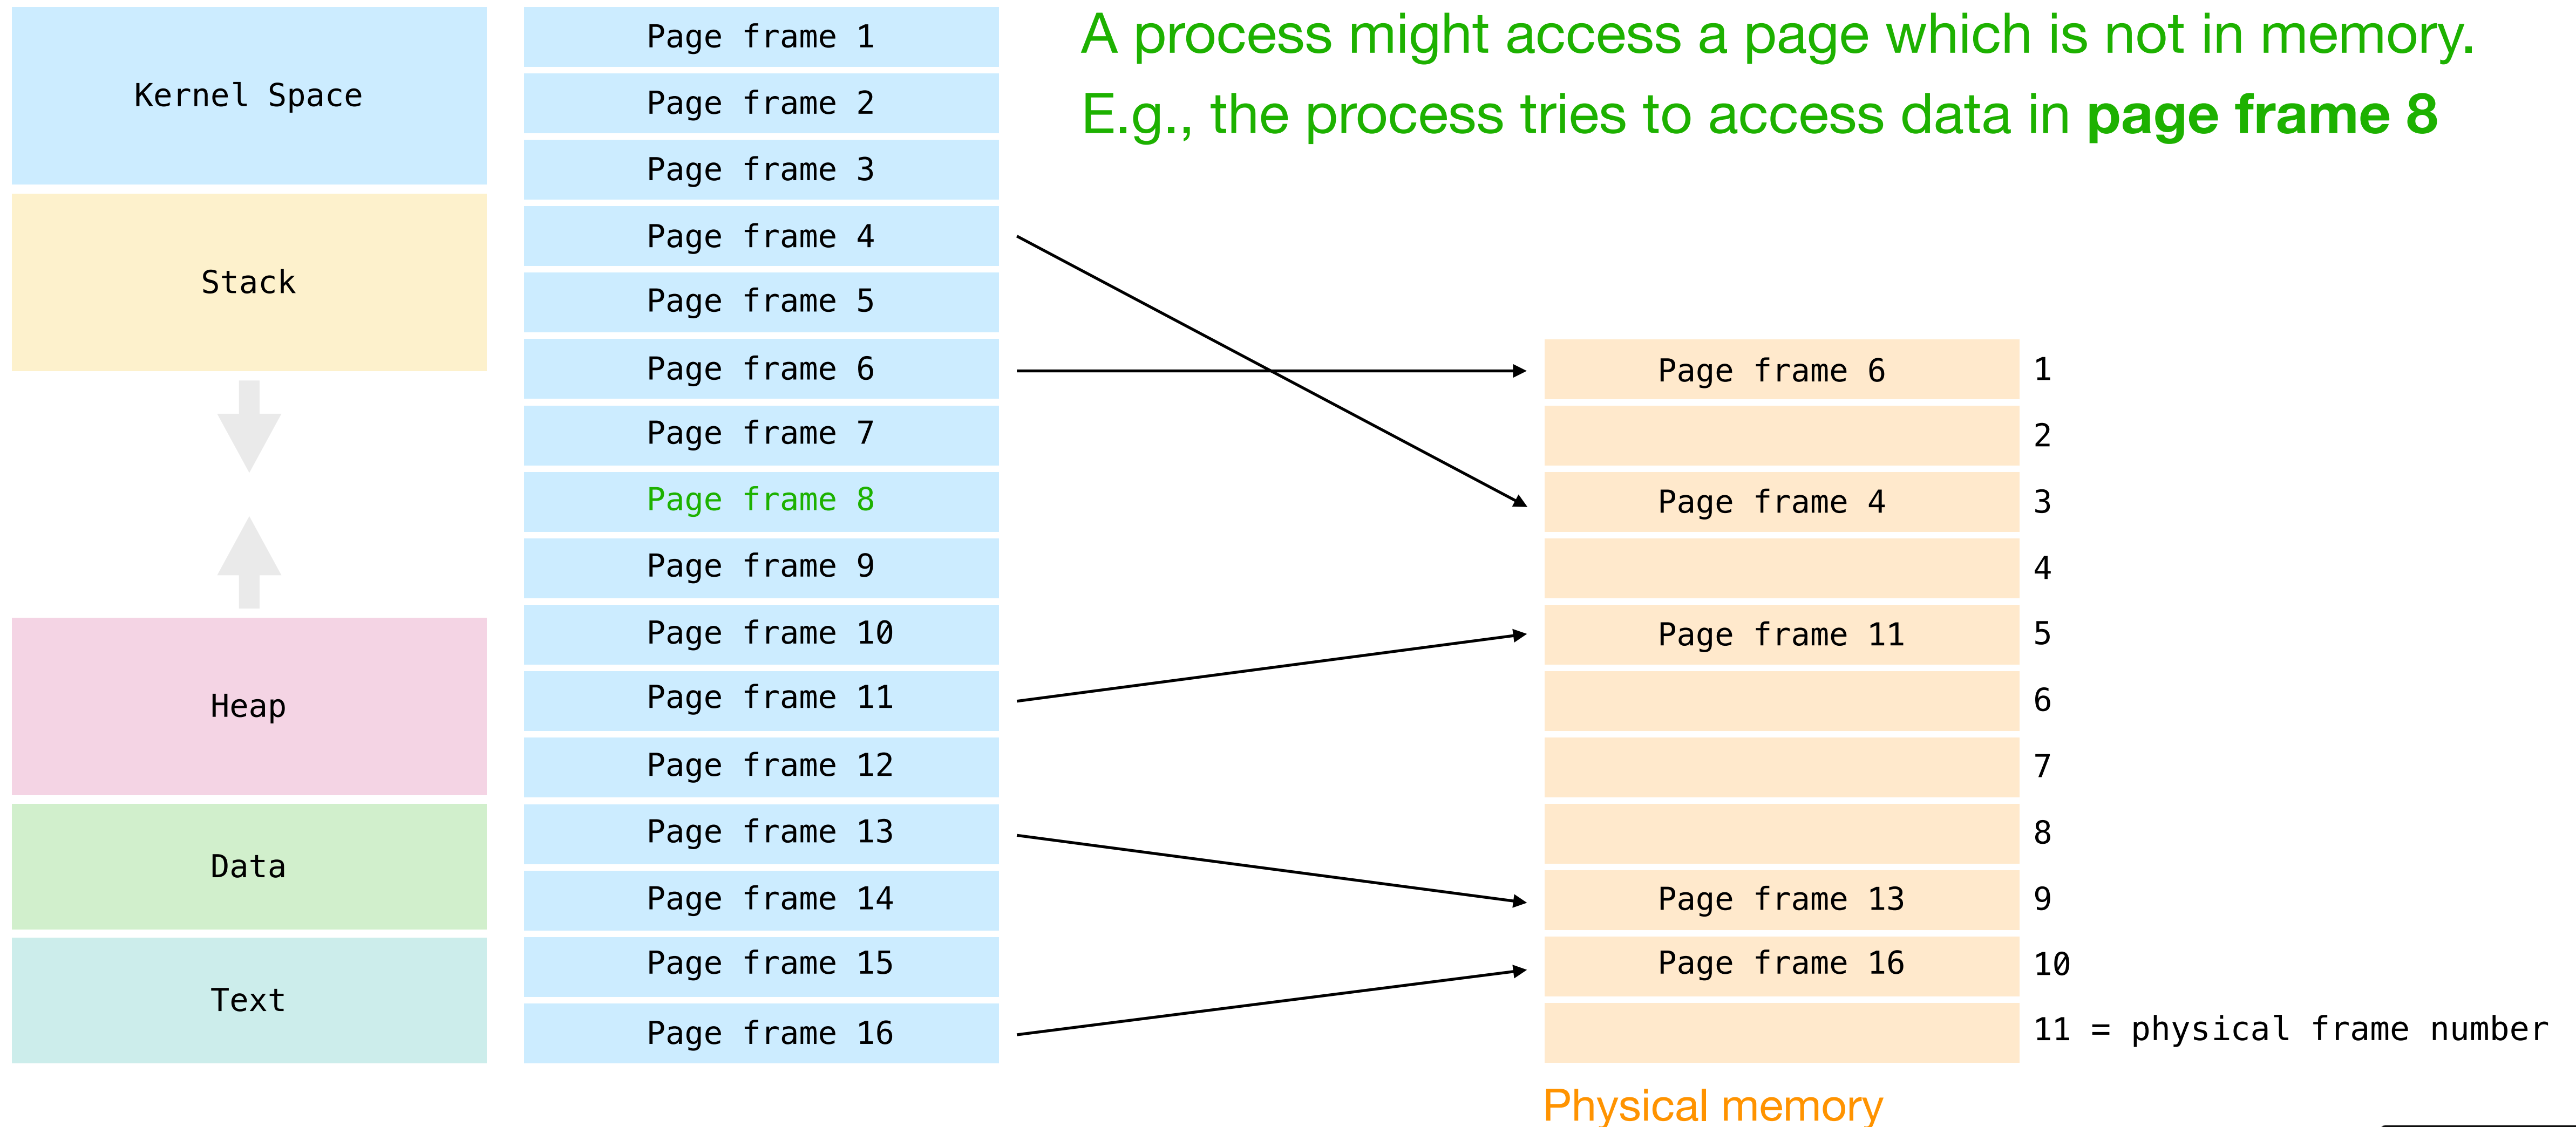 A process might access a page which is not in memory.
E.g., the process tries to access data in page frame 8
Kernel Space
Stack
Heap
Data
Text
Page frame 1
Page frame 2
Page frame 3
Page frame 4
Page frame 5
Page frame 6
Page frame 7
Page frame 8
Page frame 9
Page frame 10
Page frame 11
Page frame 12
Page frame 13
Page frame 14
Page frame 15
Page frame 16
Page frame 6 1
2
Page frame 4 3
4
Page frame 11 5
6
7
8
Page frame 13 9
Page frame 16 10
11 = physical frame number
Physical memory